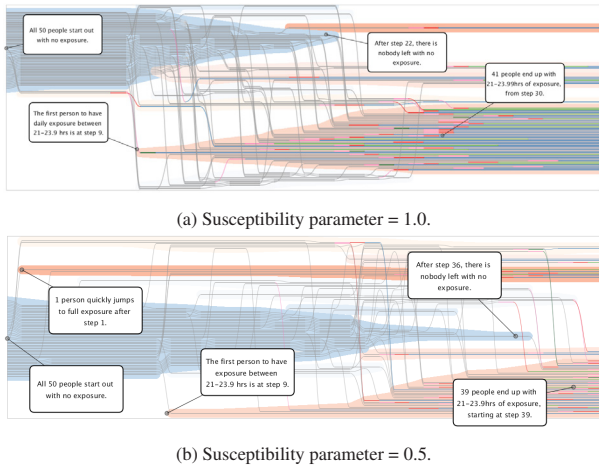 All 50 people start out
with no exposure.
After step 22, there is
nobody left with no
exposure.
41 people end up with
21-23.99hrs of exposure,
from step 30.
The first person to have
daily exposure between
21-23.9 hrs is at step 9.
(a) Susceptibility parameter = 1.0.
After step 36, there is
nobody left with no
exposure.
1 person quickly jumps
to full exposure after
step 1.
The first person to have
exposure between
21-23.9 hrs is at step 9.
All 50 people start out
with no exposure.
39 people end up with
21-23.9hrs of exposure,
starting at step 39.
(b) Susceptibility parameter = 0.5.